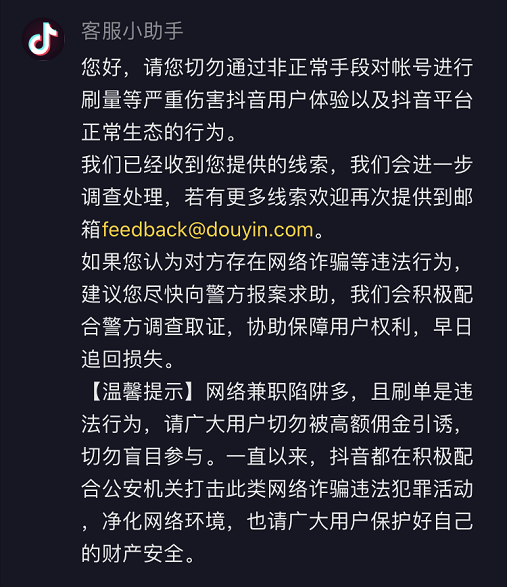 客服小助手
您好，请您切勿通过非正常手段对帐号进行
刷量等严重伤害抖音用户体验以及抖音平台
正常生态的行为。
我们已经收到您提供的线索，我们会进一步
调查处理，若有更多线索欢迎再次提供到邮
箱feedback@douyin.com。
如果您认为对方存在网络诈骗等违法行为，
建议您尽快向警方报案求助，我们会积极配
合警方调查取证，协助保障用户权利，早日
追回损失。
【温馨提示】网络兼职陷阱多，且刷单是违
法行为，请广大用户切勿被高额佣金引诱，
切勿盲目参与。一直以来，抖音都在积极配
合公安机关打击此类网络诈骗违法犯罪活动
，净化网络环境，也请广大用户保护好自己
的财产安全。